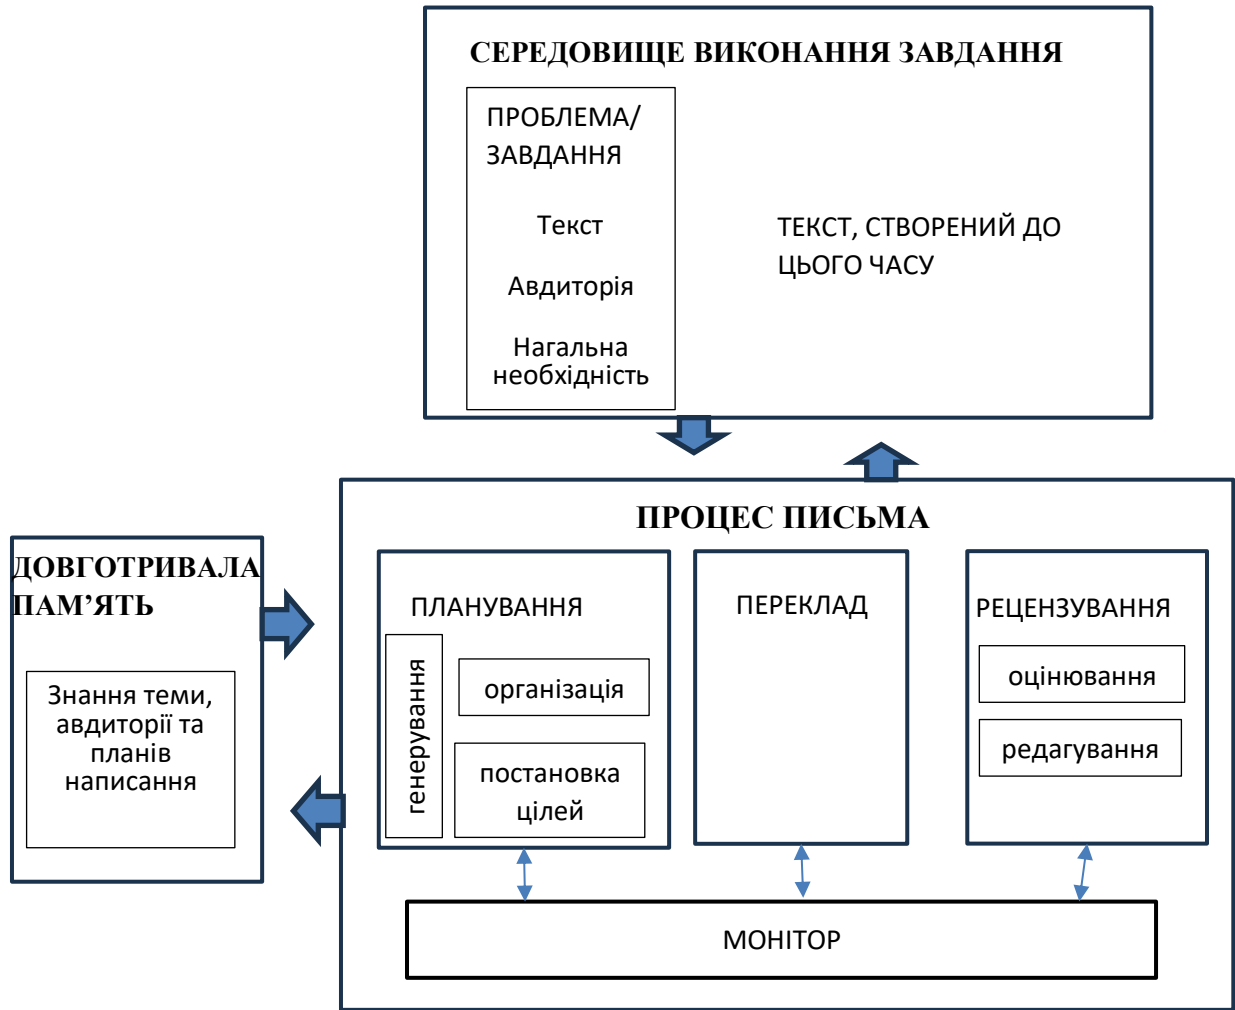 СЕРЕДОВИЩЕ ВИКОНАННЯ ЗАВДАННЯ
ПРОБЛЕМА/
ЗАВДАННЯ
Текст
Авдиторія
Нагальна
необхідність
ТЕКСТ, СТВОРЕНИЙ ДО
ЦЬОГО ЧАСУ
ДОВГОТРИВАЛА
ПАМ’ЯТЬ
Знання теми,
авдиторії та
планів
написання
ПРОЦЕС ПИСЬМА
ПЛАНУВАННЯ
генерування
організація
постановка
цілей
ПЕРЕКЛАД
РЕЦЕНЗУВАННЯ
оцінювання
редагування
МОНІТОР